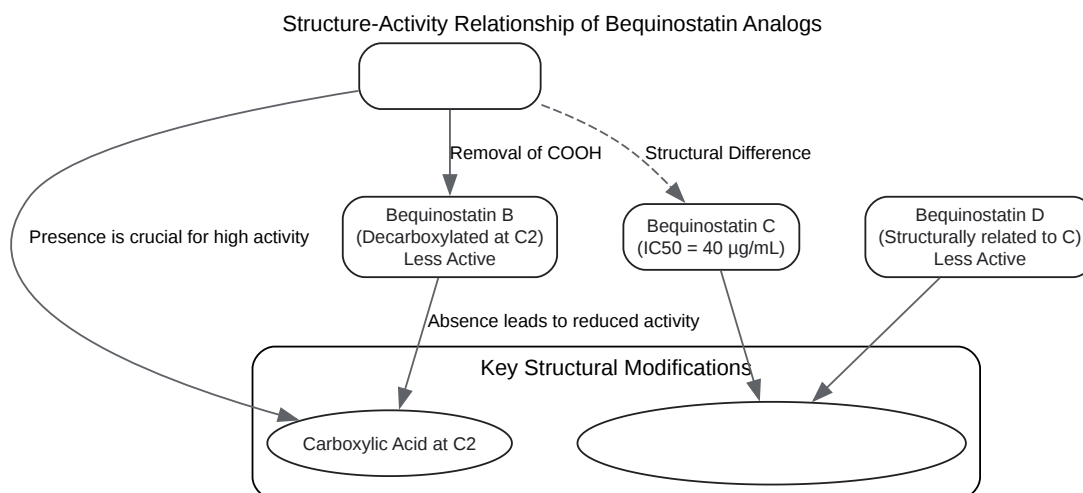 Structure-Activity Relationship of Bequinostatin Analogs
Removal of COOH
Structural Difference
Presence is crucial for high activity
Bequinostatin B
(Decarboxylated at C2)
Less Active
Bequinostatin C
(IC50 = 40 µg/mL)
Bequinostatin D
(Structurally related to C)
Less Active
Absence leads to reduced activity
Key Structural Modifications
Carboxylic Acid at C2